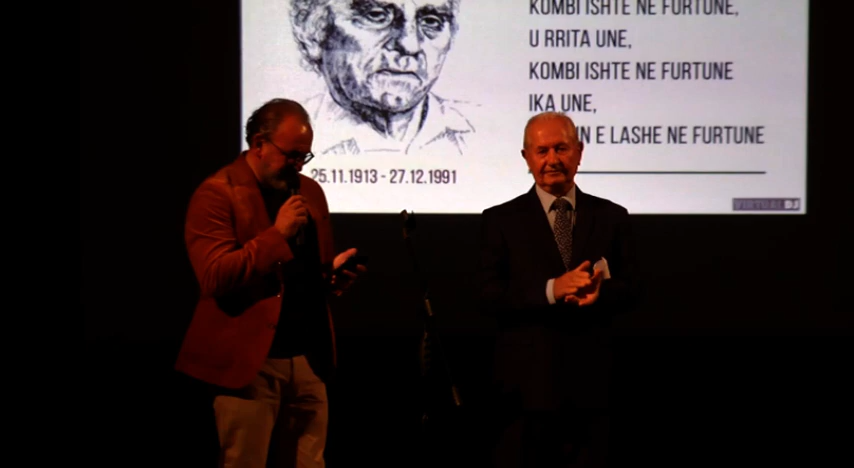 KOMBI ISHTE NE FURTUNE,
U RRITA UNE,
KOMBI ISHTE NE FURTUNE
IKA UNE,
E LASHE NE FURTUNE
25.11.1913 - 27.12.1991
VIRTUALDJ